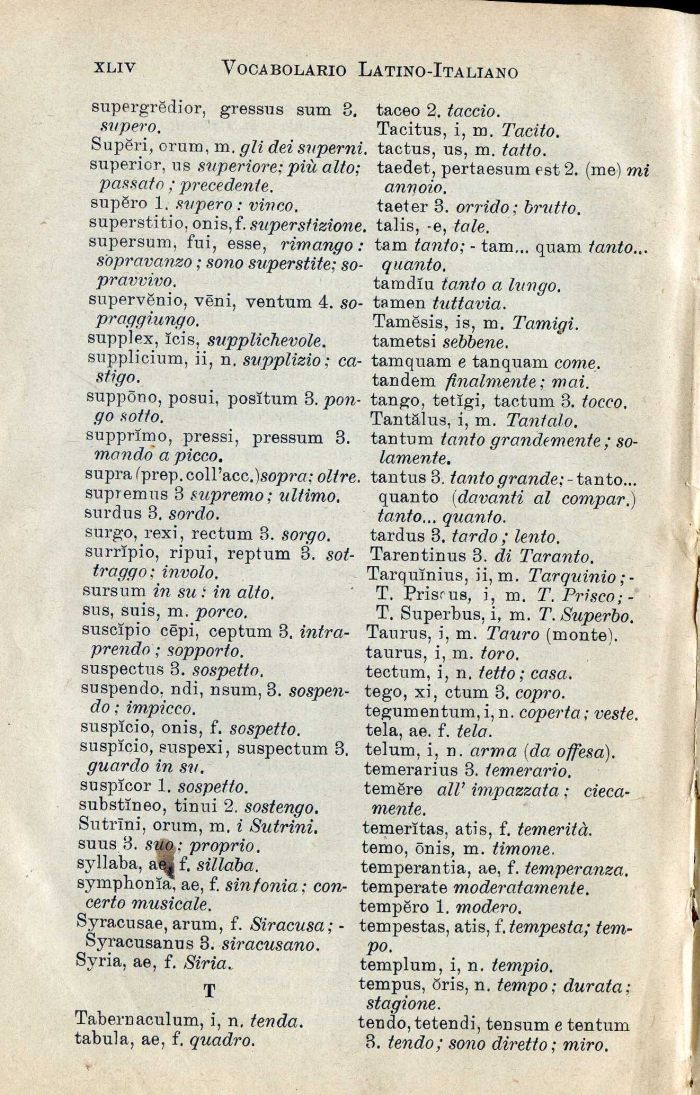 XLIV
VOCABOLARIO LATINO-ITALIANO
supergrĕdior, gressus sum 3.
supero.
Supĕri, orum, m. gli dei superni.
superior, us superiore; più alto;
passato; precedente.
supĕro 1. supero: vinco.
superstitio, onis, f. superstizione.
supersum, fui, esse, rimango:
sopravanzo; sono superstite; so-
pravvivo.
supervĕnio, vēni, ventum 4. so-
praggiungo.
supplex, ĭcis, supplichevole.
supplicium, ii, n. supplizio; ca-
stigo.
suppōno, posui, posĭtum 3. pon-
go sotto.
supprĭmo, pressi, pressum 3.
mando a picco.
supra (prep. coll'acc.) sopra: oltre.
supremus 3 supremo; ultimo.
surdus 3. sordo.
surgo, rexi, rectum 3. sorgo.
surrĭpio, ripui, reptum 3. sot-
traggo: involo.
sursum in su: in alto.
sus, suis, m. porco.
suscĭpio cēpi, ceptum 3. intra-
prendo; sopporto.
suspectus 3. sospetto.
suspendo, ndi, nsum, 3. sospen-
do: impicco.
suspĭcio, onis, f. sospetto.
suspĭcio, suspexi, suspectum 3.
guardo in su.
suspĭcor 1. sospetto.
substĭneo, tinui 2. sostengo.
Sutrīni, orum, m. i Sutrini.
suus 3. suo: proprio.
syllaba, ae, f. sillaba.
symphonĭa, ae, f. sinfonia; con-
certo musicale.
Syracusae, arum, f. Siracusa; -
Syracusanus 3. siracusano.
Syria, ae, f. Siria.
T
Tabernaculum, i, n. tenda.
tabula, ae, f. quadro.
taceo 2. taccio.
Tacitus, i, m. Tacito.
tactus, us, m. tatto.
taedet, pertaesum est 2. (me) mi
annoio.
taeter 3. orrido; brutto.
talis, -e, tale.
tam tanto; - tam... quam tanto...
quanto.
tamdĭu tanto a lungo.
tamen tuttavia.
Tamĕsis, is, m. Tamigi.
tametsi sebbene.
tamquam e tanquam come.
tandem finalmente; mai.
tango, tetĭgi, tactum 3. tocco.
Tantălus, i, m. Tantalo.
tantum tanto grandemente; so-
lamente.
tantus 3. tanto grande; - tanto...
quanto (davanti al compar.)
tanto... quanto.
tardus 3. tardo; lento.
Tarentinus 3. di Taranto.
Tarquĭnius, ii, m. Tarquinio; -
T. Priscus, i, m. T. Prisco; -
T. Superbus, i, m. T. Superbo.
Taurus, i, m. Tauro (monte).
taurus, i, m. toro.
tectum, i, n. tetto; casa.
tego, xi, ctum 3. copro.
tegumentum, i, n. coperta; veste.
tela, ae. f. tela.
telum, i, n. arma (da offesa).
temerarius 3. temerario.
temĕre all' impazzata; cieca-
mente.
temerĭtas, atis, f. temerità.
temo, ōnis, m. timone.
temperantia, ae, f. temperanza.
temperate moderatamente.
tempĕro 1. modero.
tempestas, atis, f. tempesta; tem-
po.
templum, i, n. tempio.
tempus, ŏris, n. tempo; durata;
stagione.
tendo, tetendi, tensum e tentum
3. tendo; sono diretto; miro.